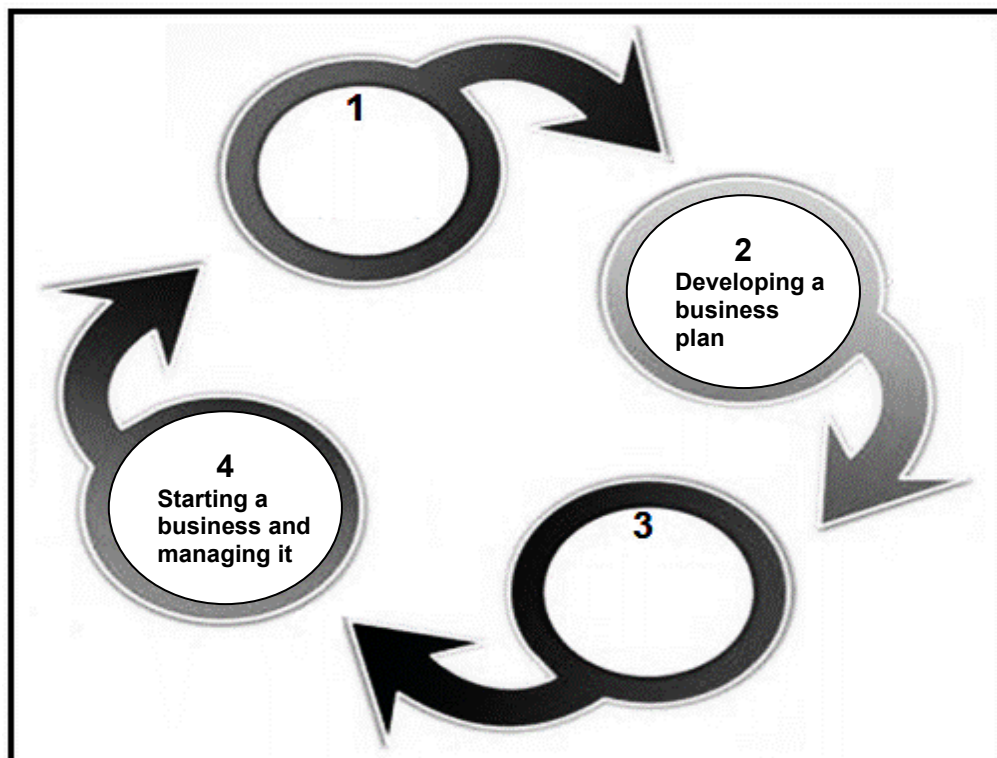 1
2
Developing a
business
plan
3
4
Starting a
business and
managing it